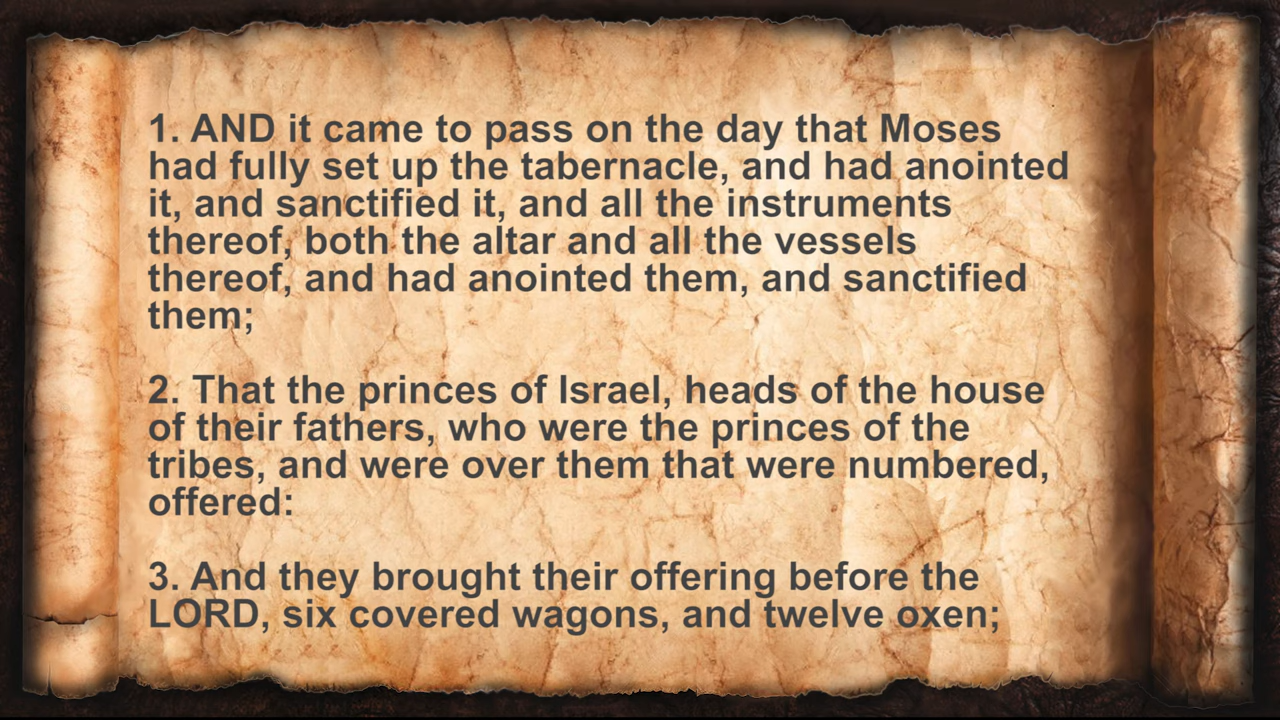 1. AND it came to pass on the day that Moses
had fully set up the tabernacle, and had anointed
it, and sanctified it, and all the instruments
thereof, both the altar and all the vessels
thereof, and had anointed them, and sanctified
them;
2. That the princes of Israel, heads of the house
of their fathers, who were the princes of the
tribes, and were over them that were numbered,
offered:
3. And they brought their offering before the
LORD, six covered wagons, and twelve oxen;